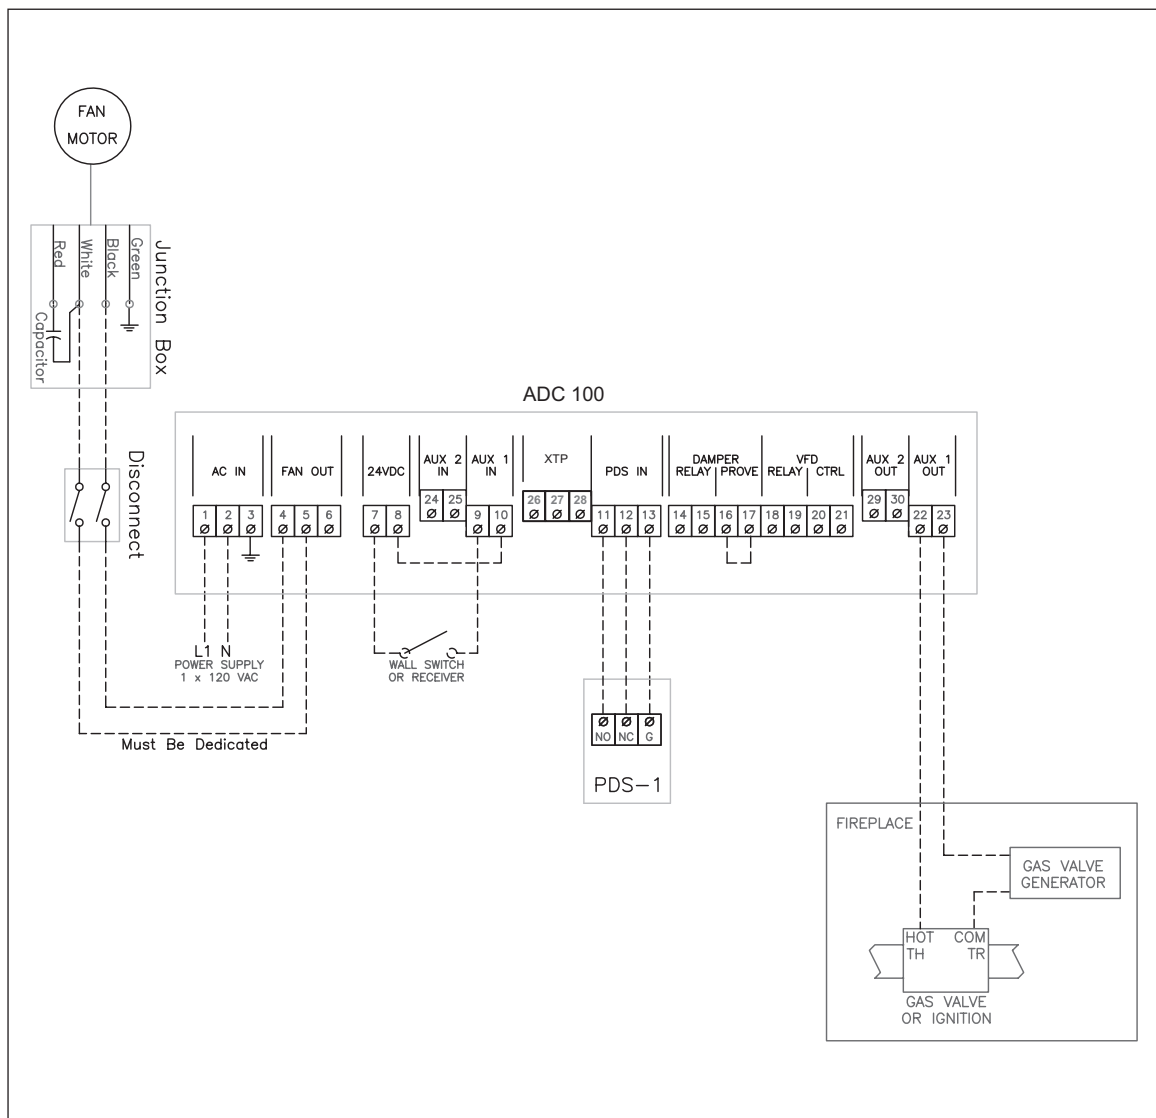 FAN
MOTOR
Red
White
Black
Green
Capacitor
Junction Box
Disconnect
ADC 100
AC IN
FAN OUT
24VDC
AUX 2
IN
AUX 1
IN
XTP
PDS IN
DAMPER
RELAY PROVE
VFD
RELAY CTRL
AUX 2
OUT
AUX 1
OUT
24 25
26 27 28
29 30
1 2 3
4 5 6
7 8
9 10
11 12 13
14 15 16 17 18 19 20 21
22 23
L1 N
POWER SUPPLY
1 x 120 VAC
WALL SWITCH
OR RECEIVER
Must Be Dedicated
NO NC G
PDS-1
FIREPLACE
GAS VALVE
GENERATOR
HOT COM
TH TR
GAS VALVE
OR IGNITION